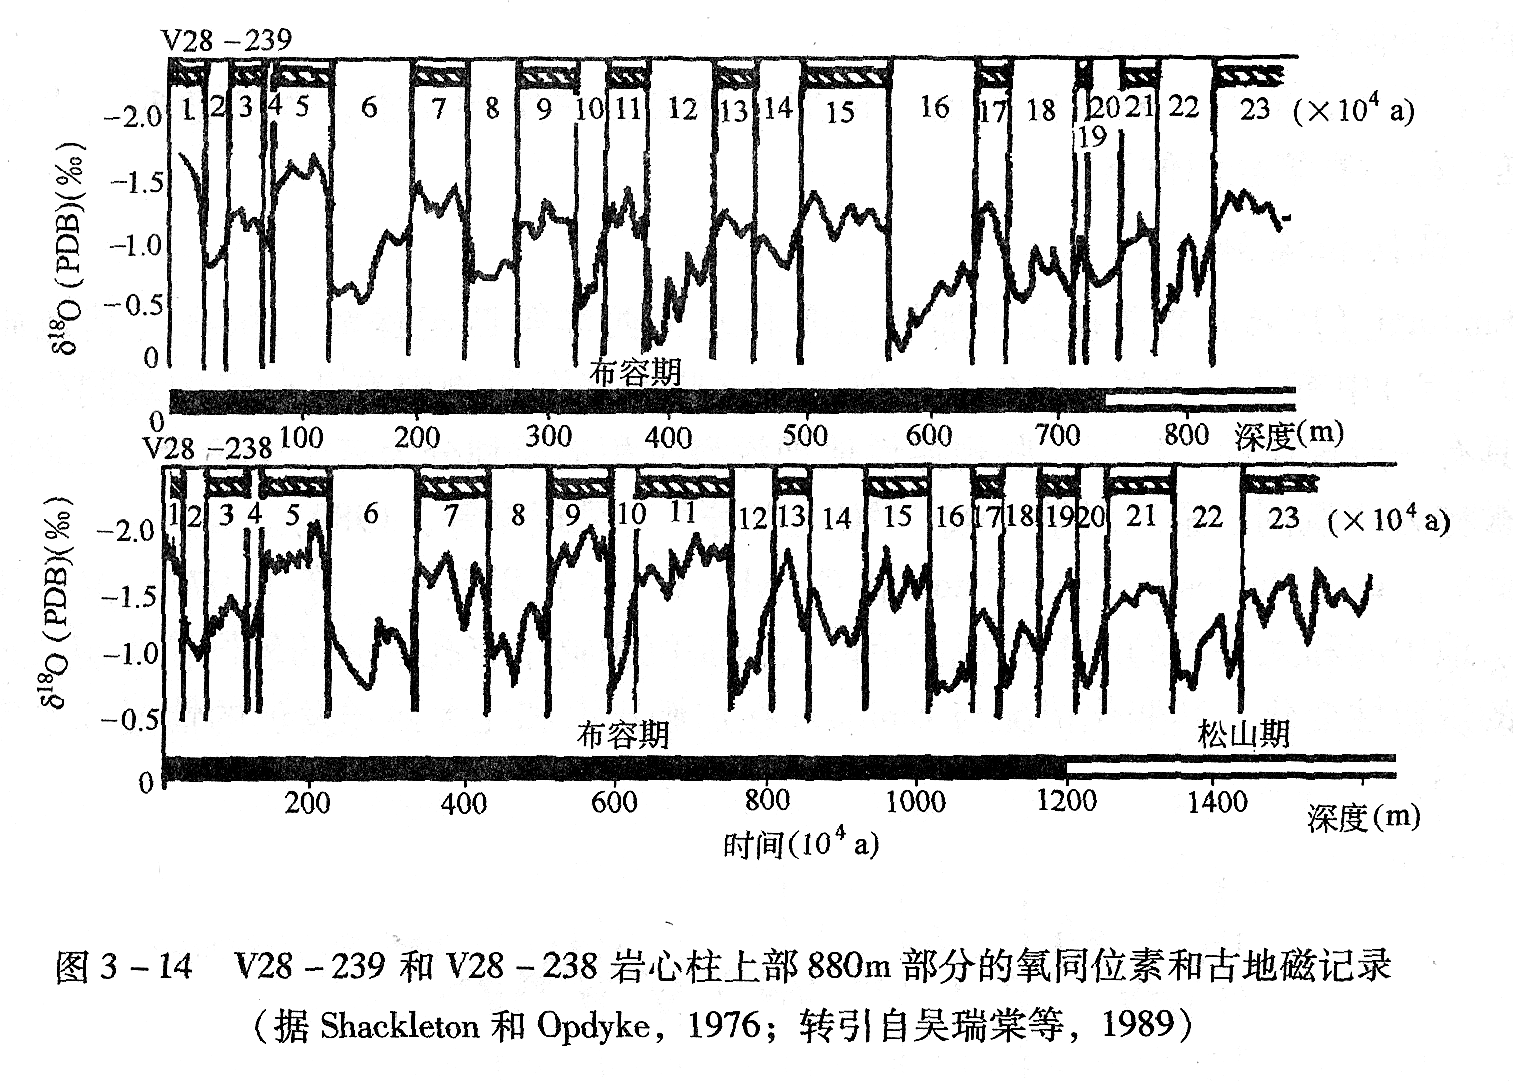 V28 -239
1 2 3 4 5 6 7 8 9 10 11 12 13 14 15 16 17 18 19 20 21 22 23 (×10⁴ a)
δ¹⁸O (PDB)(‰)
-2.0
-1.5
-1.0
-0.5
0
布容期
0 100 200 300 400 500 600 700 800 深度(m)
V28 -238
1 2 3 4 5 6 7 8 9 10 11 12 13 14 15 16 17 18 19 20 21 22 23 (×10⁴ a)
δ¹⁸O (PDB)(‰)
-2.0
-1.5
-1.0
-0.5
0
布容期 松山期
200 400 600 800 1000 1200 1400 深度(m)
时间(10⁴ a)
图 3-14 V28-239 和 V28-238 岩心柱上部 880m 部分的氧同位素和古地磁记录
(据 Shackleton 和 Opdyke, 1976; 转引自吴瑞棠等, 1989)